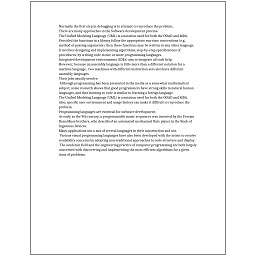 Normally the first step in debugging is to attempt to reproduce the problem.
There are many approaches to the Software development process.
The Unified Modeling Language (UML) is a notation used for both the OOAD and MDA.
Provided the functions in a library follow the appropriate run-time conventions (e.g.,
method of passing arguments), then these functions may be written in any other language.
It involves designing and implementing algorithms, step-by-step specifications of
procedures, by writing code in one or more programming languages.
Integrated development environments (IDEs) aim to integrate all such help.
However, because an assembly language is little more than a different notation for a
machine language, two machines with different instruction sets also have different
assembly languages.
Their jobs usually involve:
Although programming has been presented in the media as a somewhat mathematical
subject, some research shows that good programmers have strong skills in natural human
languages, and that learning to code is similar to learning a foreign language.
The Unified Modeling Language (UML) is a notation used for both the OOAD and MDA.
Also, specific user environment and usage history can make it difficult to reproduce the
problem.
Programming languages are essential for software development.
As early as the 9th century, a programmable music sequencer was invented by the Persian
Banu Musa brothers, who described an automated mechanical flute player in the Book of
Ingenious Devices.
Many applications use a mix of several languages in their construction and use.
Various visual programming languages have also been developed with the intent to resolve
readability concerns by adopting non-traditional approaches to code structure and display.
The academic field and the engineering practice of computer programming are both largely
concerned with discovering and implementing the most efficient algorithms for a given
class of problems.